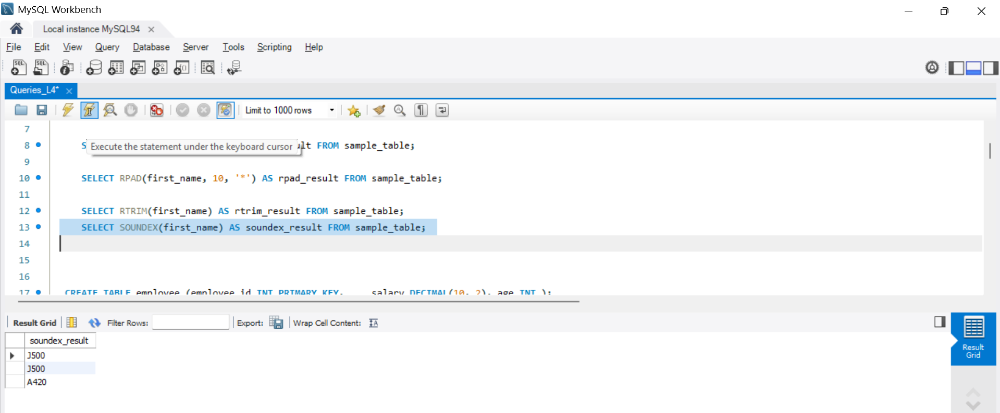 MySQL Workbench
Local instance MySQL94
File Edit View Query Database Server Tools Scripting Help
Queries_L4*
Limit to 1000 rows
7
8 S ult FROM sample_table;
Execute the statement under the keyboard cursor
9
10 SELECT RPAD(first_name, 10, '*') AS rpad_result FROM sample_table;
11
12 SELECT RTRIM(first_name) AS rtrim_result FROM sample_table;
13 SELECT SOUNDEX(first_name) AS soundex_result FROM sample_table;
14
15
16
17 CREATE TABLE employee (employee_id INT PRIMARY KEY, salary DECIMAL(10, 2), age INT );
Result Grid Filter Rows: Export: Wrap Cell Content:
soundex_result
J500
J500
A420
Result
Grid